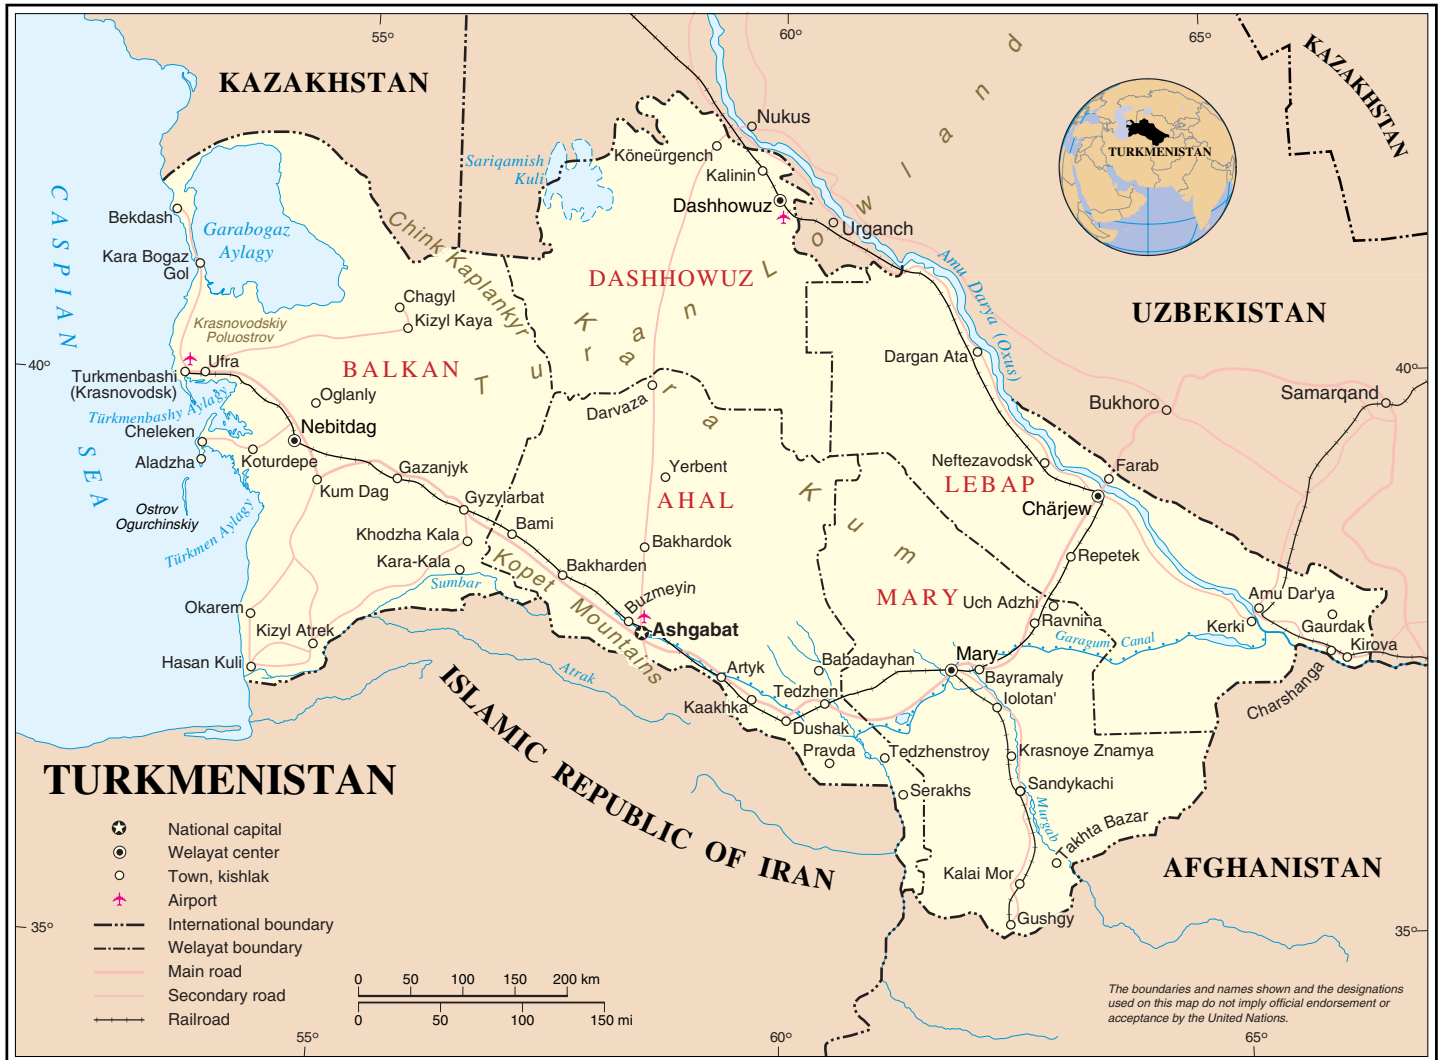 55°
60°
65°
KAZAKHSTAN
KAZAKHSTAN
Nukus
Köneürgench
Sariqamish
Kuli
Kalinin
TURKMENISTAN
Dashhowuz
CASPIAN SEA
Bekdash
Garabogaz
Aylagy
Urganch
Kara Bogaz
Gol
Chink Kaplankyr
Turan Lowland
DASHHOWUZ
Amu Darya (Oxus)
Chagyl
UZBEKISTAN
Kizyl Kaya
Krasnovodskiy
Poluostrov
Kara Kum
40°
Ufra
BALKAN
Dargan Ata
40°
Turkmenbashi
(Krasnovodsk)
Oglanly
Darvaza
Bukhoro
Samarqand
Türkmenbashy Aylagy
Cheleken
Nebitdag
Aladzha
Koturdepe
Gazanjyk
Yerbent
Neftezavodsk
Farab
Kum Dag
LEBAP
AHAL
Chärjew
Ostrov
Ogurchinskiy
Gyzylarbat
Türkmen Aylagy
Khodzha Kala
Bami
Bakhardok
Repetek
Kara-Kala
Kopet Mountains
Bakharden
Sumbar
Buzmeyin
MARY
Uch Adzhi
Amu Dar'ya
Okarem
Ravnina
Kerki
Gaurdak
Kizyl Atrek
Ashgabat
Garagum Canal
Kirova
Hasan Kuli
Mary
Babadayhan
Bayramaly
Atrak
Artyk
Tedzhen
Iolotan'
Charshanga
Kaakhka
Dushak
ISLAMIC REPUBLIC OF IRAN
Pravda
Tedzhenstroy
Krasnoye Znamya
TURKMENISTAN
Serakhs
Sandykachi
Murgab
Takhta Bazar
National capital
Welayat center
Town, kishlak
Kalai Mor
AFGHANISTAN
Airport
Gushgy
International boundary
35°
35°
Welayat boundary
Main road
0 50 100 150 200 km
Secondary road
The boundaries and names shown and the designations
used on this map do not imply official endorsement or
acceptance by the United Nations.
Railroad
0 50 100 150 mi
55°
60°
65°